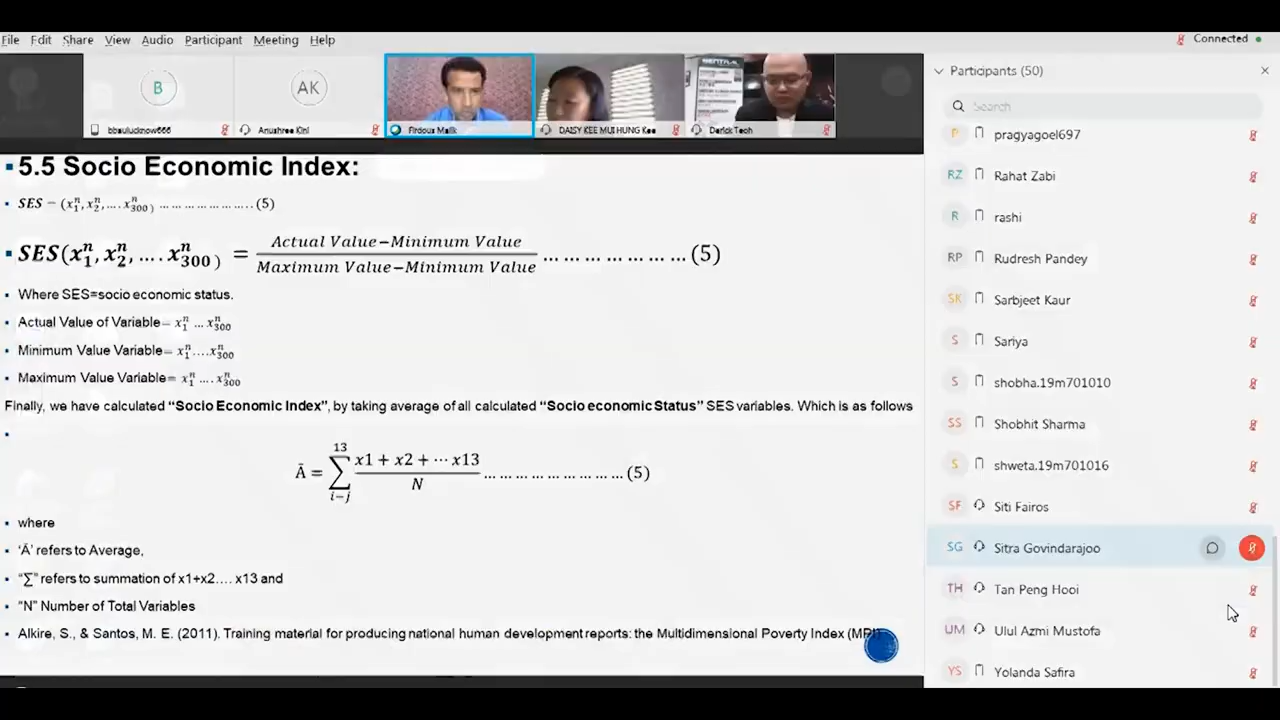 File Edit Share View Audio Participant Meeting Help
Connected
B
AK
bbaulucknow666
Anushree Kini
Firdous Malik
DAISY KEE MUI HUNG Kee
Derick Teoh
▪ 5.5 Socio Economic Index:
• SES − (x₁ⁿ, x₂ⁿ, .... x₃₀₀ⁿ) ........................ (5)
▪ SES(x₁ⁿ, x₂ⁿ, .... x₃₀₀ⁿ) = Actual Value−Minimum Value / Maximum Value−Minimum Value ... ... ... ... ... ... ... (5)
• Where SES=socio economic status.
• Actual Value of Variable= x₁ⁿ ... x₃₀₀ⁿ
• Minimum Value Variable= x₁ⁿ .... x₃₀₀ⁿ
• Maximum Value Variable= x₁ⁿ .... x₃₀₀ⁿ
Finally, we have calculated “Socio Economic Index”, by taking average of all calculated “Socio economic Status” SES variables. Which is as follows
•
Ā = ∑ 13 i−j x1 + x2 + ··· x13 / N ... ... ... ... ... ... ... ... ... ... (5)
• where
• ‘Ā’ refers to Average,
• “∑” refers to summation of x1+x2.... x13 and
• “N” Number of Total Variables
• Alkire, S., & Santos, M. E. (2011). Training material for producing national human development reports: the Multidimensional Poverty Index (MPI)
Participants (50)
Search
P pragyagoel697
RZ Rahat Zabi
R rashi
RP Rudresh Pandey
SK Sarbjeet Kaur
S Sariya
S shobha.19m701010
SS Shobhit Sharma
S shweta.19m701016
SF Siti Fairos
SG Sitra Govindarajoo
TH Tan Peng Hooi
UM Ulul Azmi Mustofa
YS Yolanda Safira